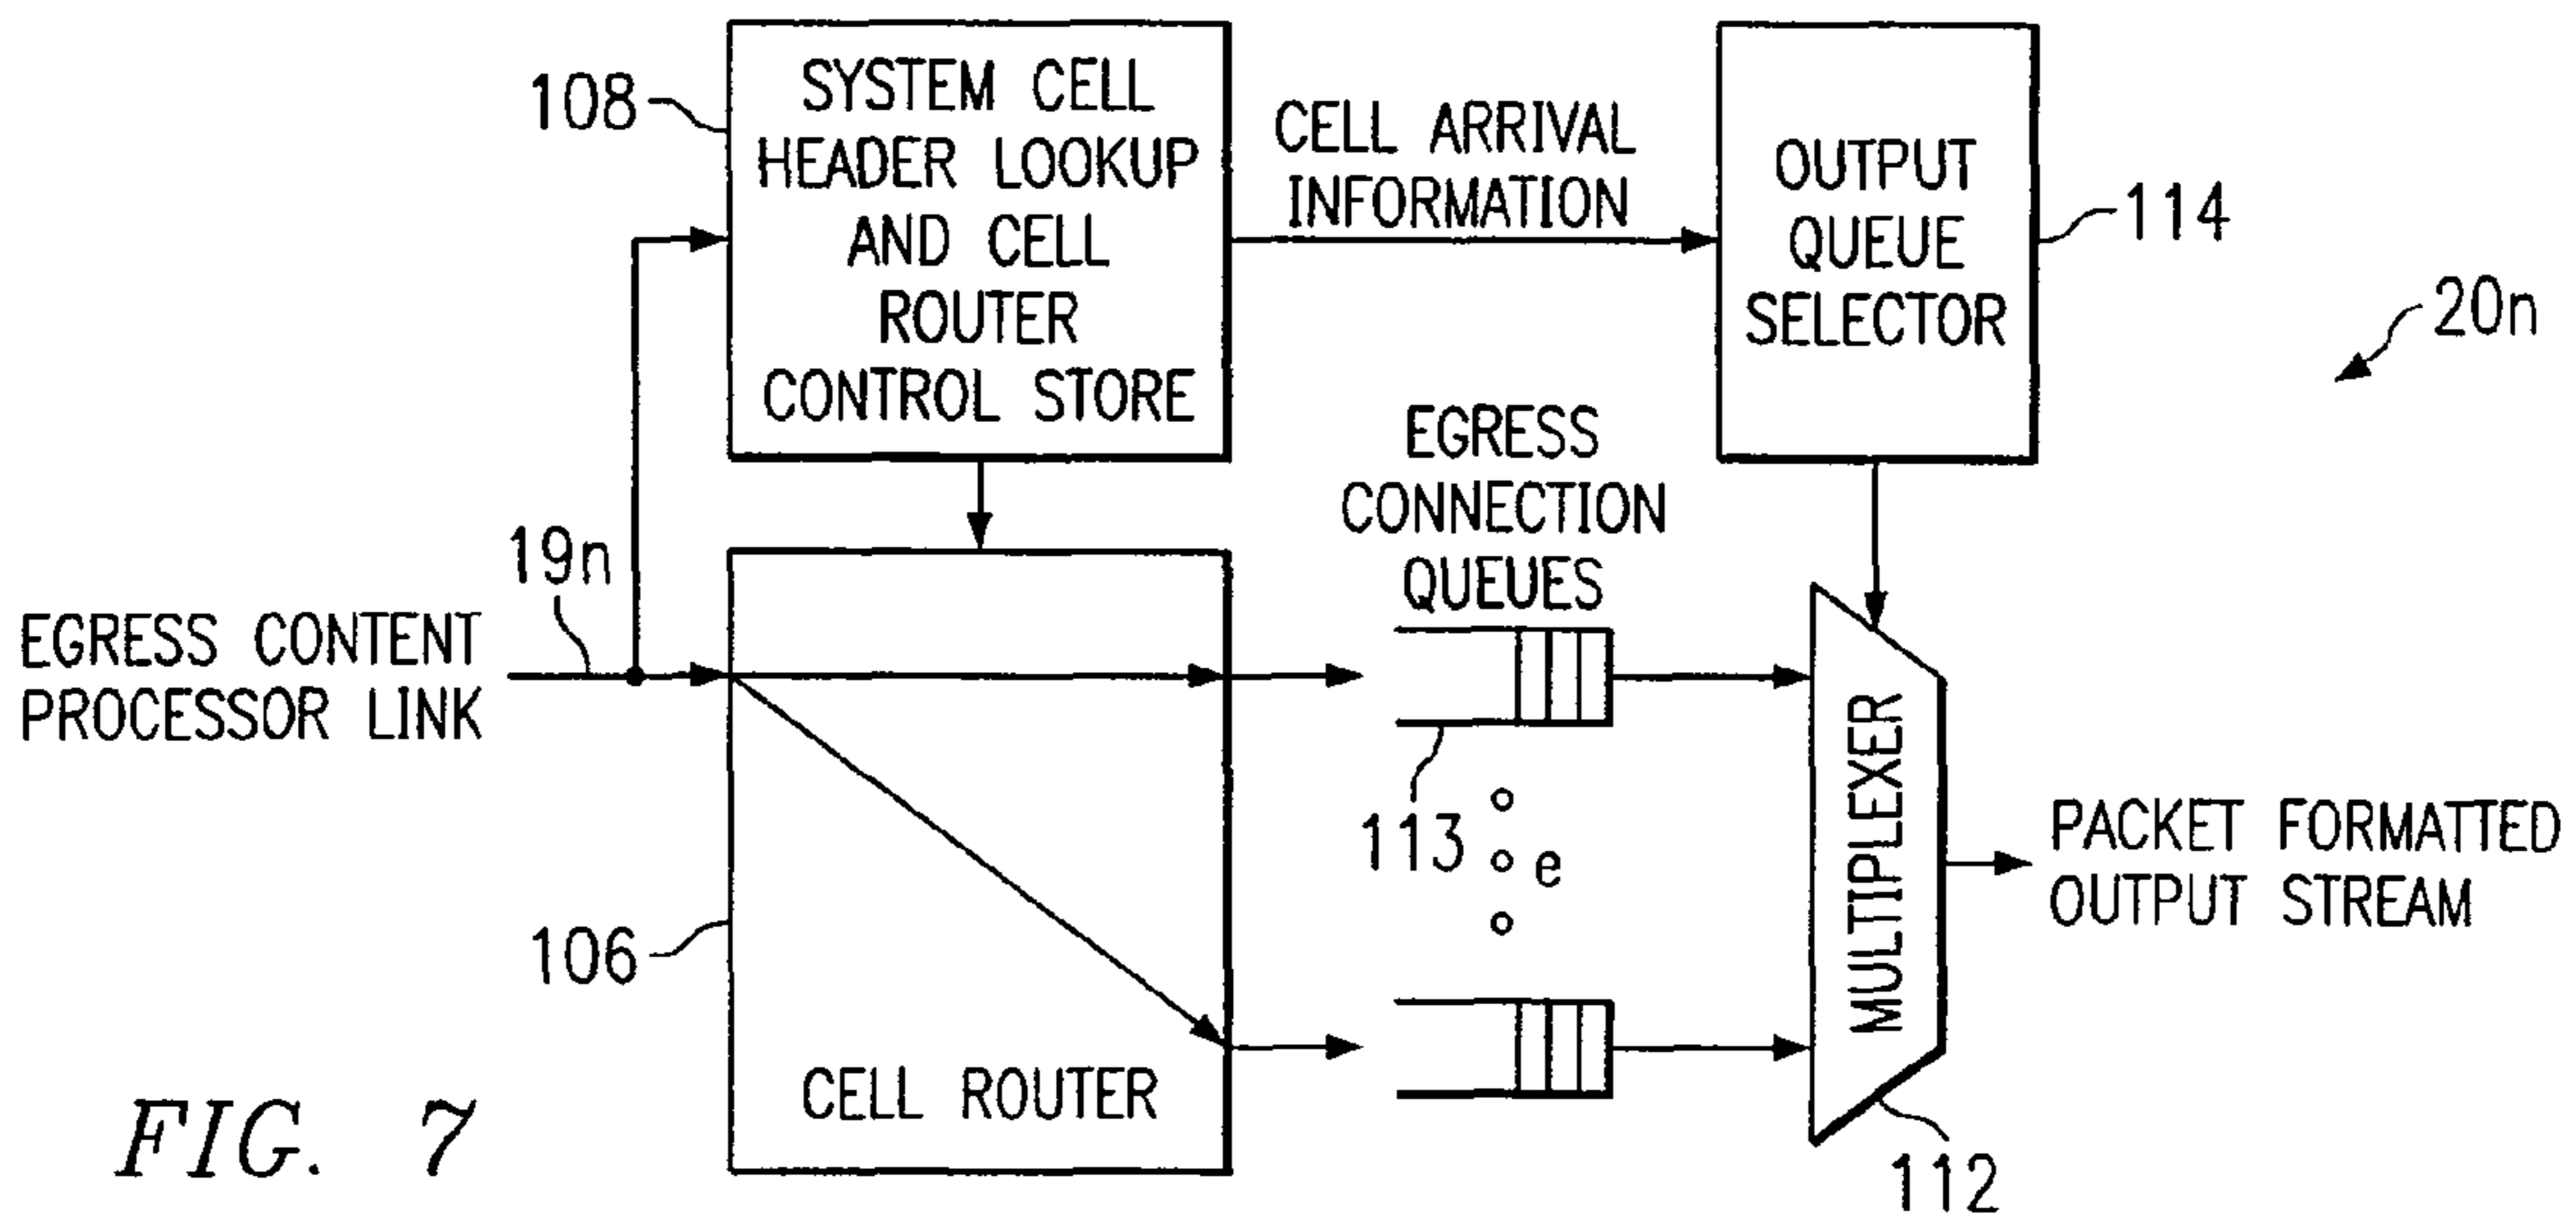 108
SYSTEM CELL
HEADER LOOKUP
AND CELL
ROUTER
CONTROL STORE
CELL ARRIVAL
INFORMATION
OUTPUT
QUEUE
SELECTOR
114
20n
EGRESS
CONNECTION
QUEUES
19n
EGRESS CONTENT
PROCESSOR LINK
113
e
MULTIPLEXER
PACKET FORMATTED
OUTPUT STREAM
106
CELL ROUTER
112
FIG. 7